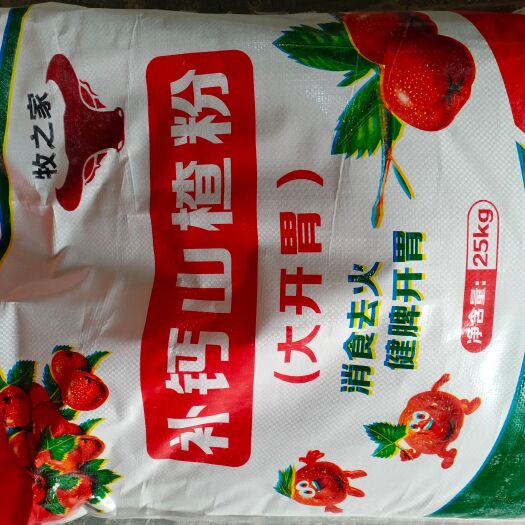 牧之家
补钙山楂粉
(大开胃)
消食去火
健脾开胃
净含量:25kg